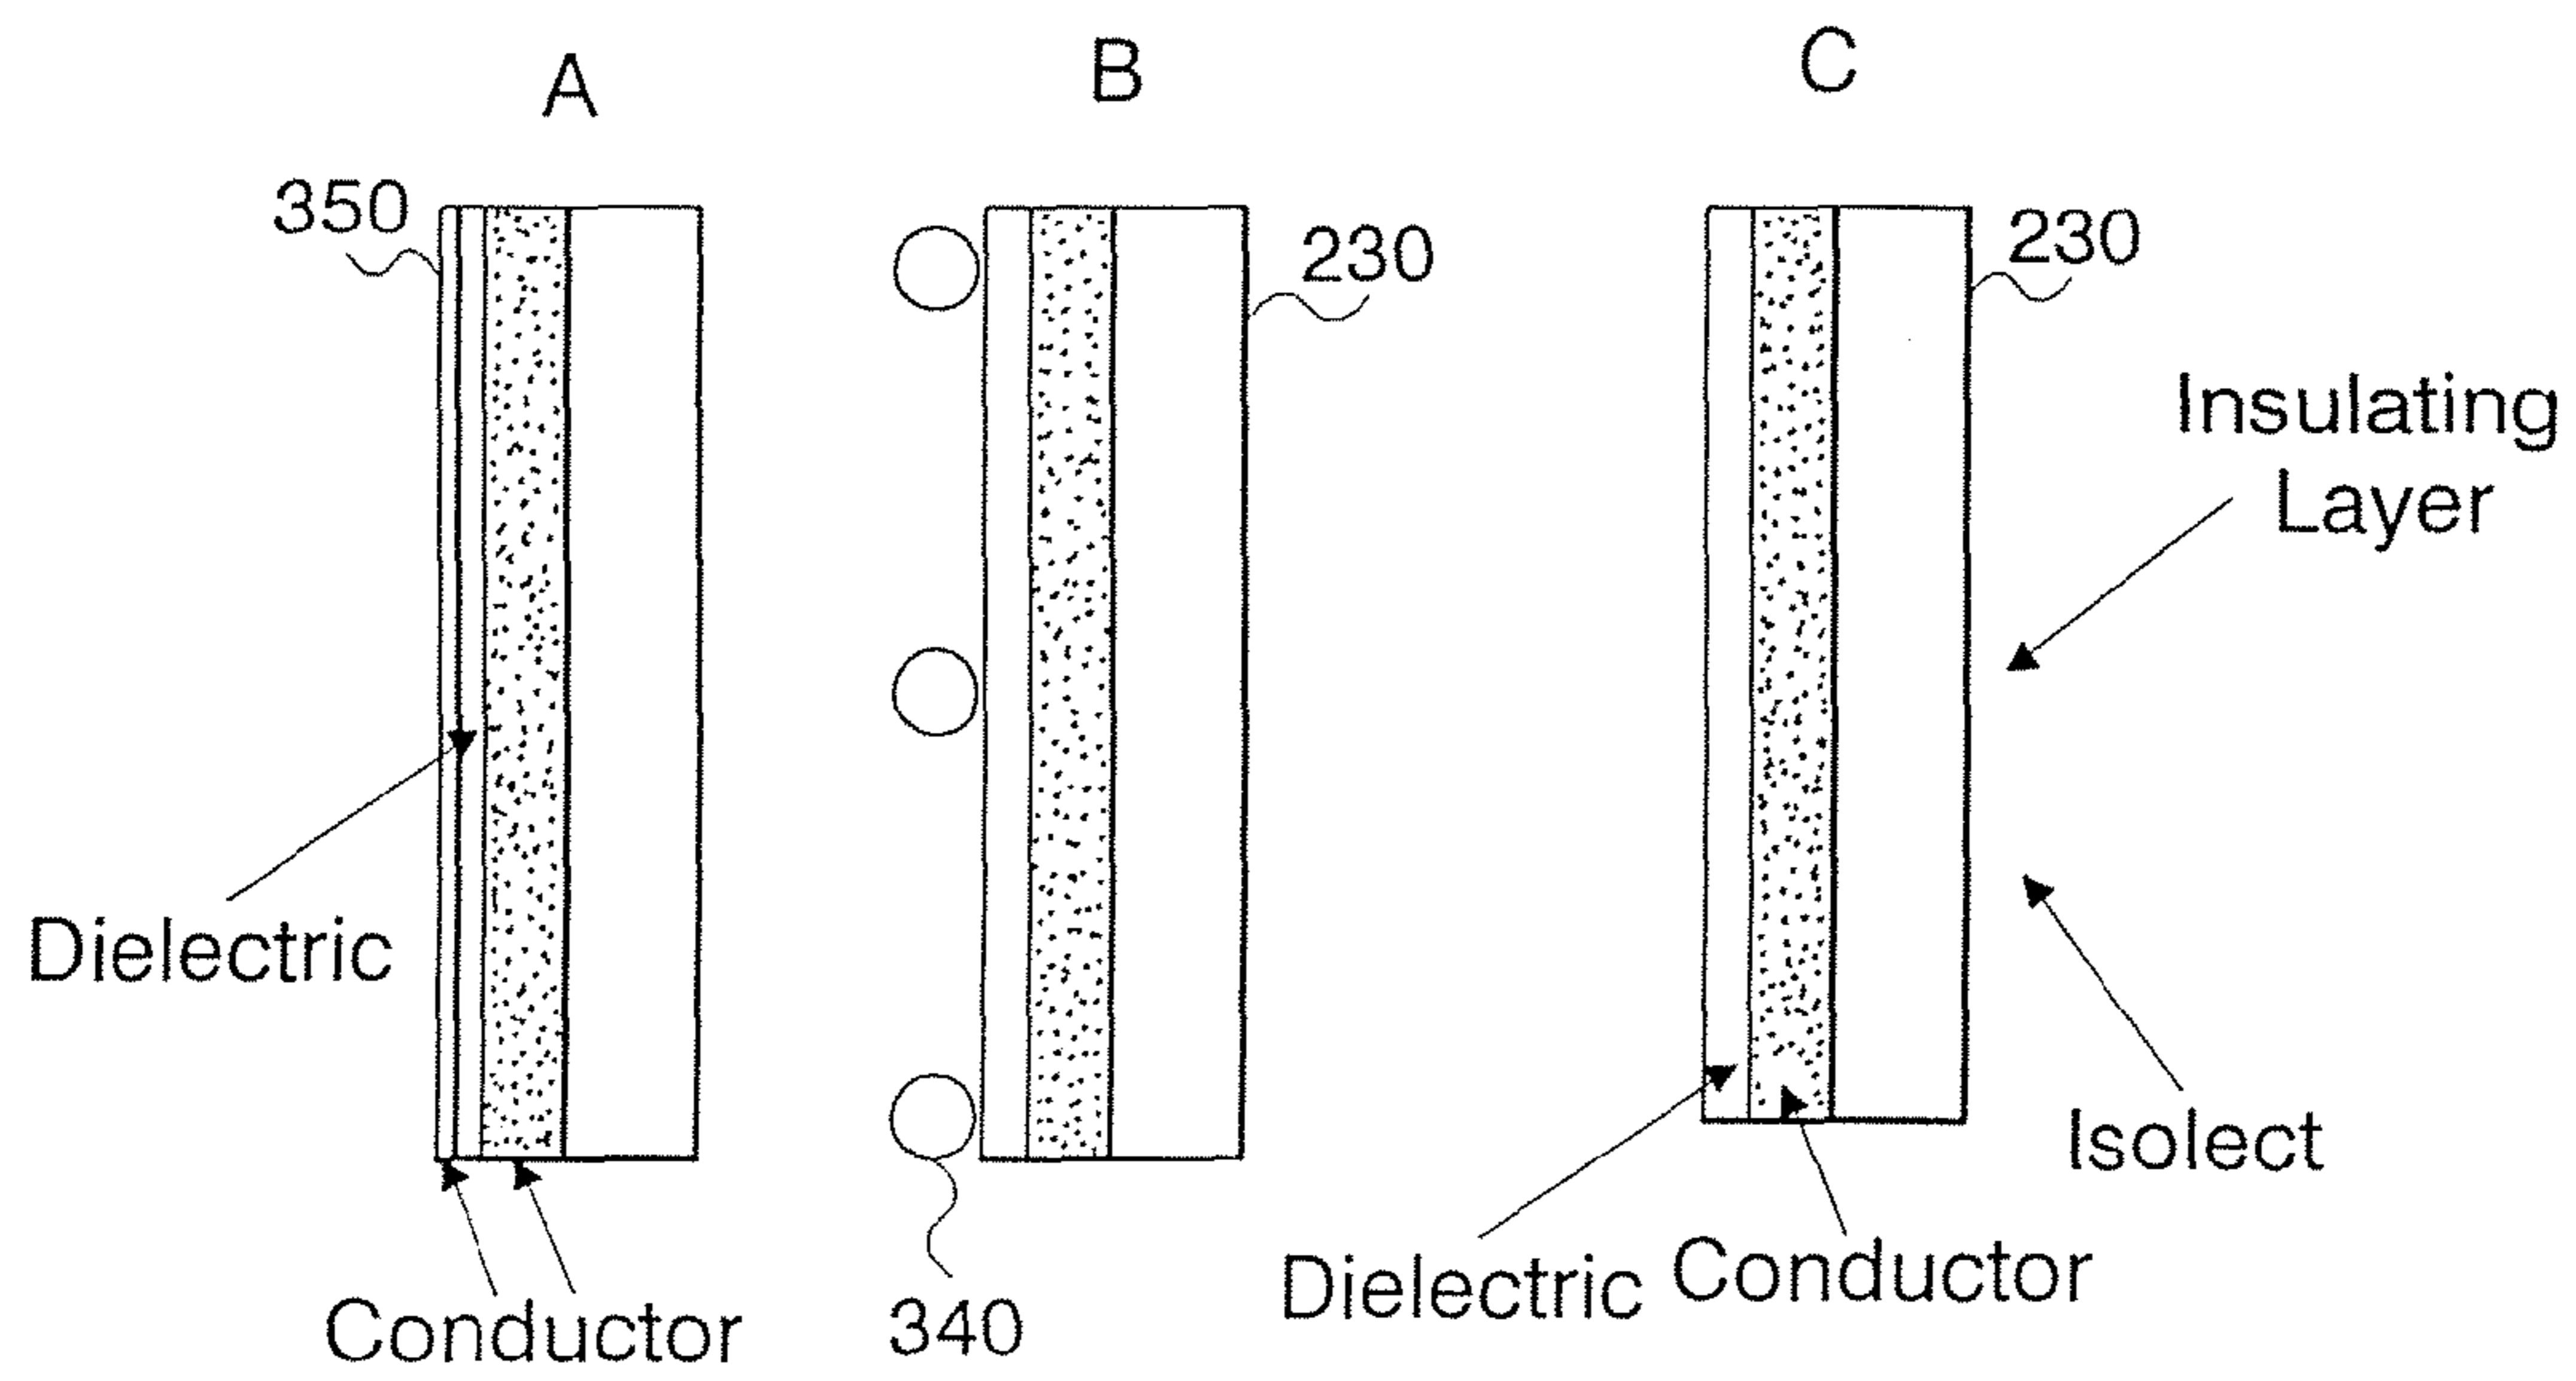 A
B
C
350
230
230
Insulating
Layer
Dielectric
Isolect
Dielectric
Conductor
Conductor
340